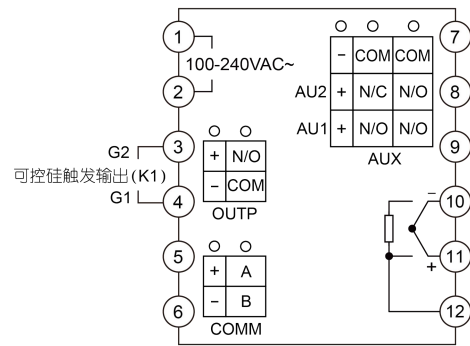 1
100-240VAC~
2
G2
3
可控硅触发输出(K1)
G1
4
+ N/O
− COM
OUTP
5
6
+ A
− B
COMM
− COM COM
AU2 + N/C N/O
AU1 + N/O N/O
AUX
7
8
9
−
10
11
+
12